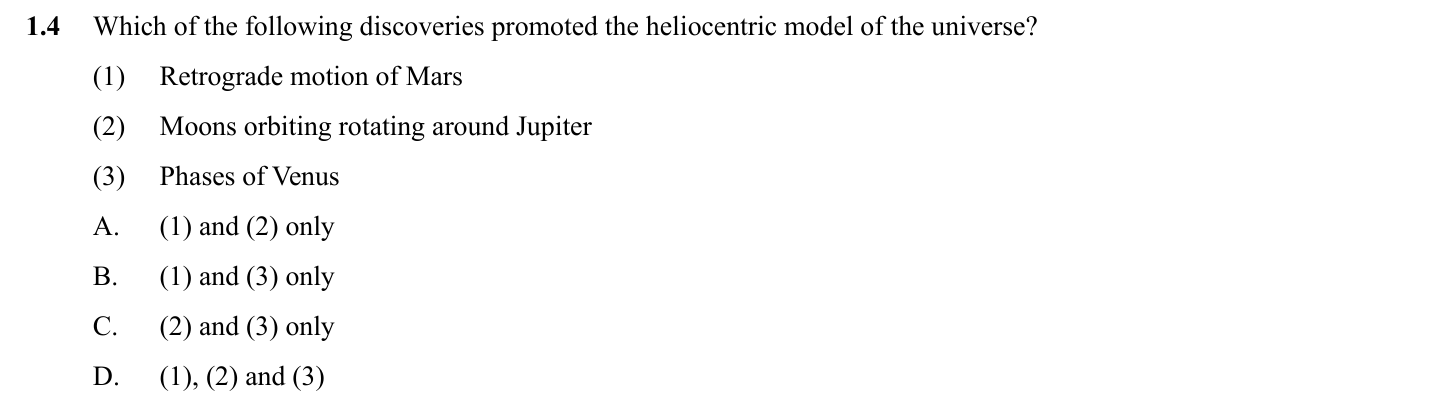 1.4 Which of the following discoveries promoted the heliocentric model of the universe?
(1) Retrograde motion of Mars
(2) Moons orbiting rotating around Jupiter
(3) Phases of Venus
A. (1) and (2) only
B. (1) and (3) only
C. (2) and (3) only
D. (1), (2) and (3)